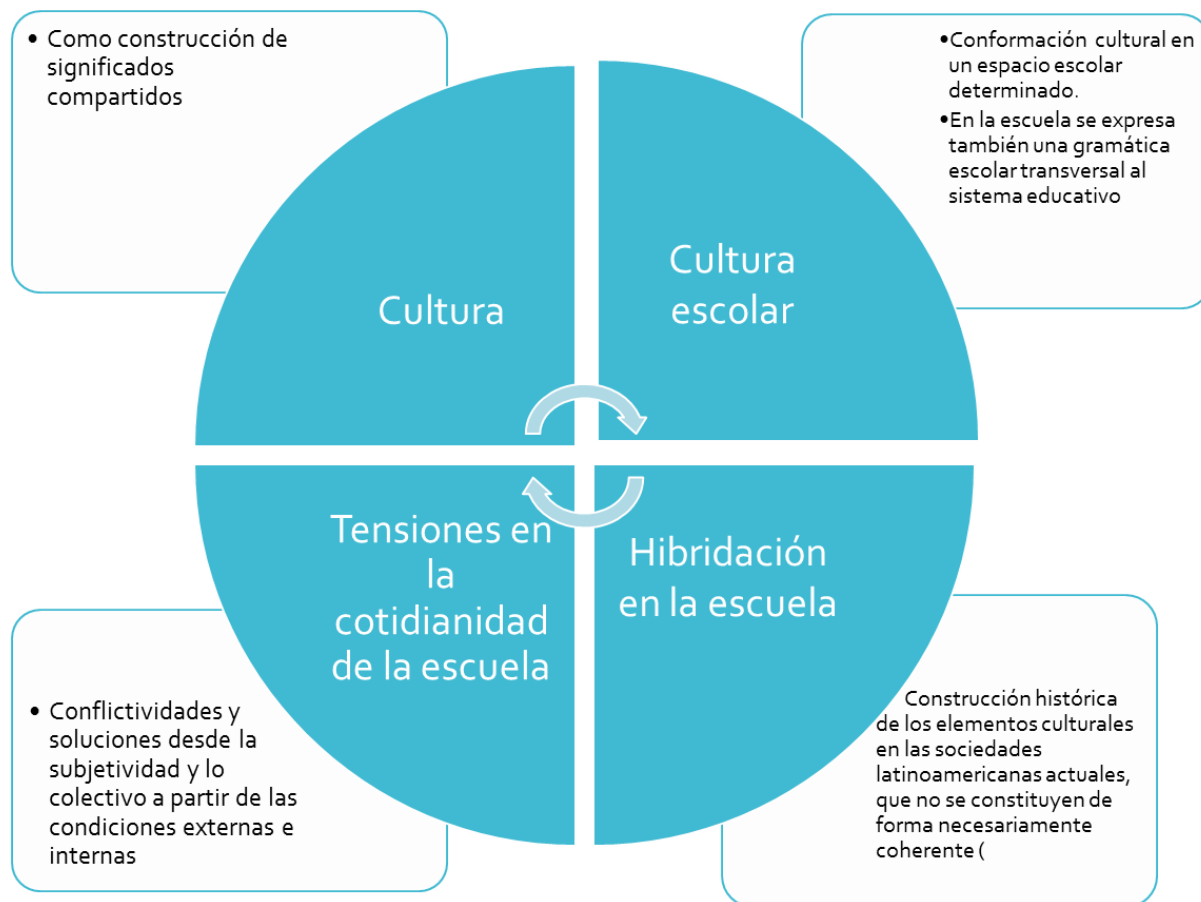 • Como construcción de
significados
compartidos
•Conformación cultural en
un espacio escolar
determinado.
•En la escuela se expresa
también una gramática
escolar transversal al
sistema educativo
Cultura
Cultura
escolar
Tensiones en
la
cotidianidad
de la escuela
Hibridación
en la escuela
• Conflictividades y
soluciones desde la
subjetividad y lo
colectivo a partir de las
condiciones externas e
internas
Construcción histórica
de los elementos culturales
en las sociedades
latinoamericanas actuales,
que no se constituyen de
forma necesariamente
coherente (